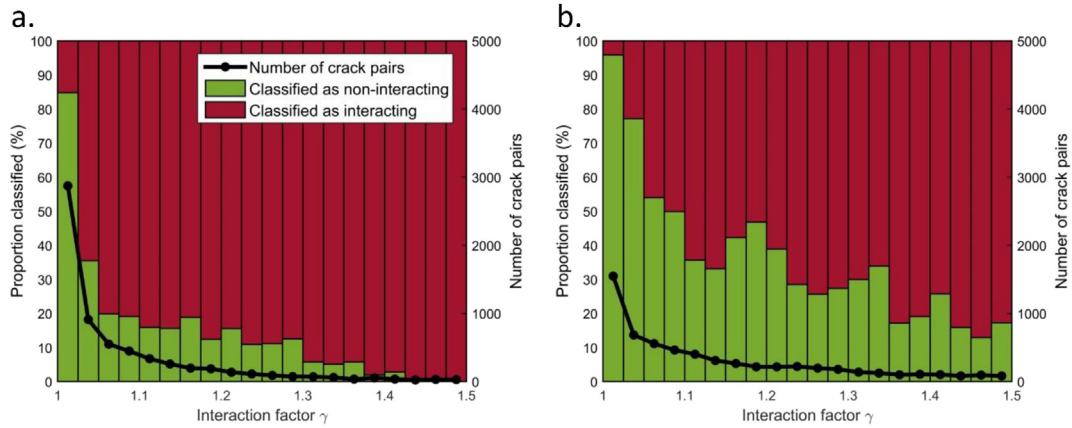 a.
100
90
80
70
60
50
40
30
20
10
0
Proportion classified (%)
5000
4000
3000
2000
1000
0
Number of crack pairs
Number of crack pairs
Classified as non-interacting
Classified as interacting
1 1.1 1.2 1.3 1.4 1.5
Interaction factor γ
b.
100
90
80
70
60
50
40
30
20
10
0
Proportion classified (%)
5000
4000
3000
2000
1000
0
Number of crack pairs
1 1.1 1.2 1.3 1.4 1.5
Interaction factor γ